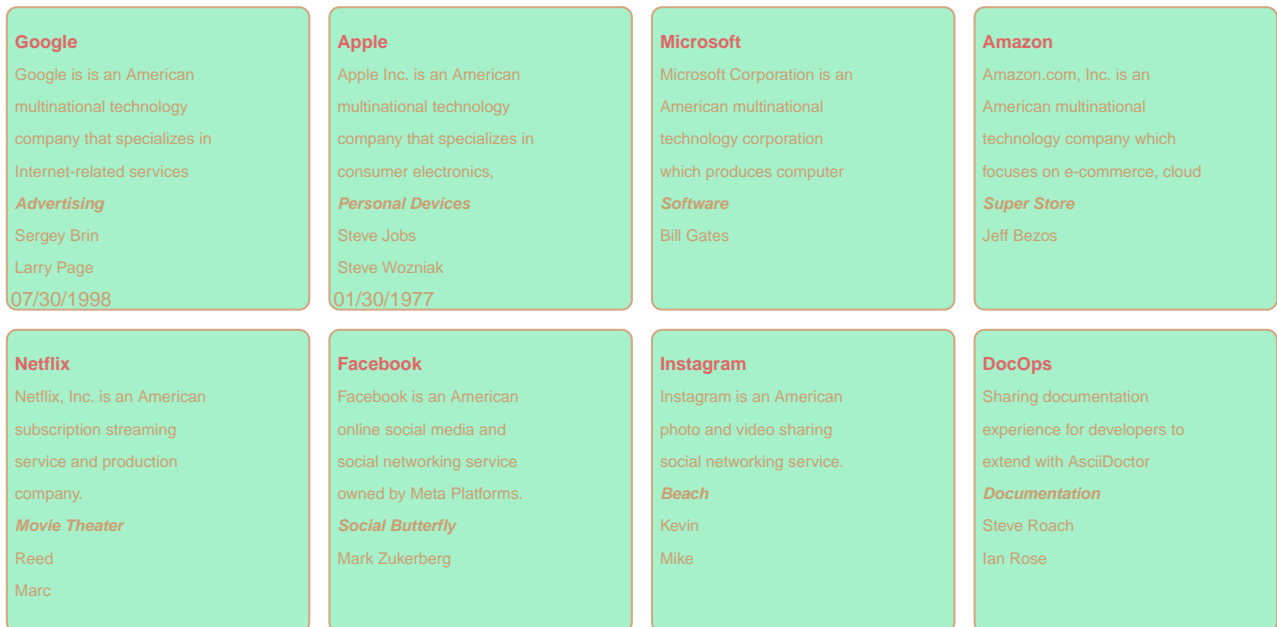 Google
Google is is an American
multinational technology
company that specializes in
Internet-related services
Advertising
Sergey Brin
Larry Page
07/30/1998
Apple
Apple Inc. is an American
multinational technology
company that specializes in
consumer electronics,
Personal Devices
Steve Jobs
Steve Wozniak
01/30/1977
Microsoft
Microsoft Corporation is an
American multinational
technology corporation
which produces computer
Software
Bill Gates
Amazon
Amazon.com, Inc. is an
American multinational
technology company which
focuses on e-commerce, cloud
Super Store
Jeff Bezos
Netflix
Netflix, Inc. is an American
subscription streaming
service and production
company.
Movie Theater
Reed
Marc
Facebook
Facebook is an American
online social media and
social networking service
owned by Meta Platforms.
Social Butterfly
Mark Zukerberg
Instagram
Instagram is an American
photo and video sharing
social networking service.
Beach
Kevin
Mike
DocOps
Sharing documentation
experience for developers to
extend with AsciiDoctor
Documentation
Steve Roach
Ian Rose